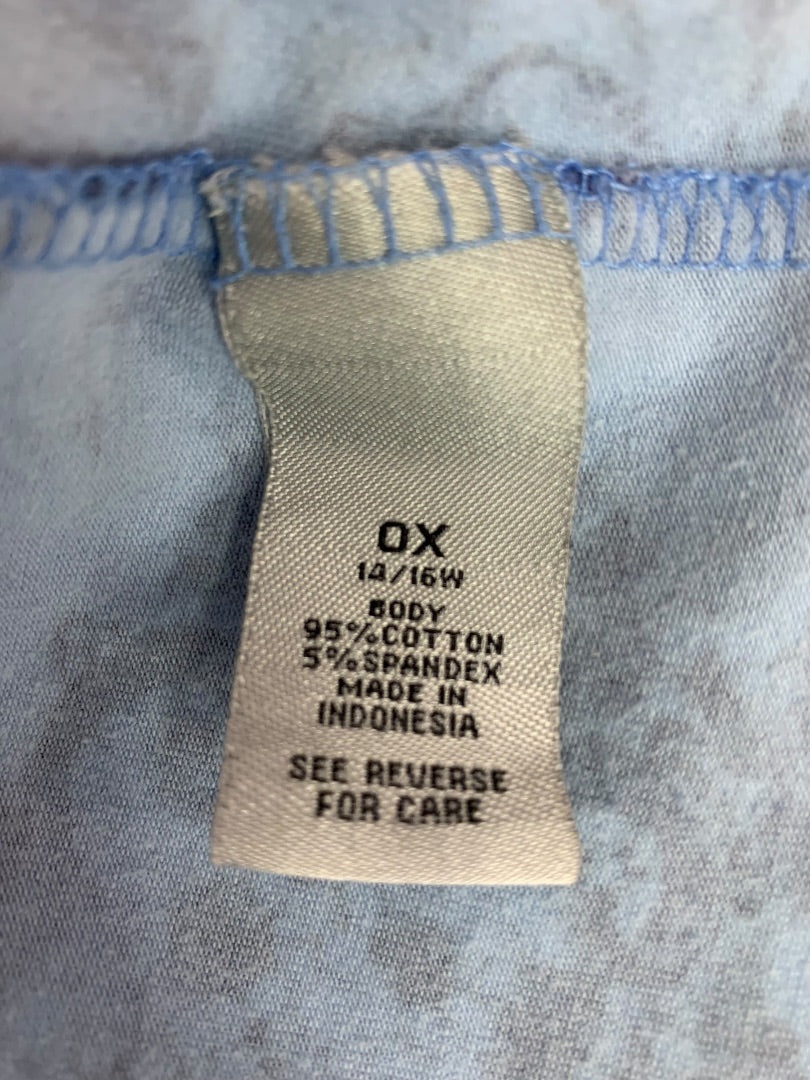 0X
14/16W
BODY
95%COTTON
5%SPANDEX
MADE IN
INDONESIA
SEE REVERSE
FOR CARE